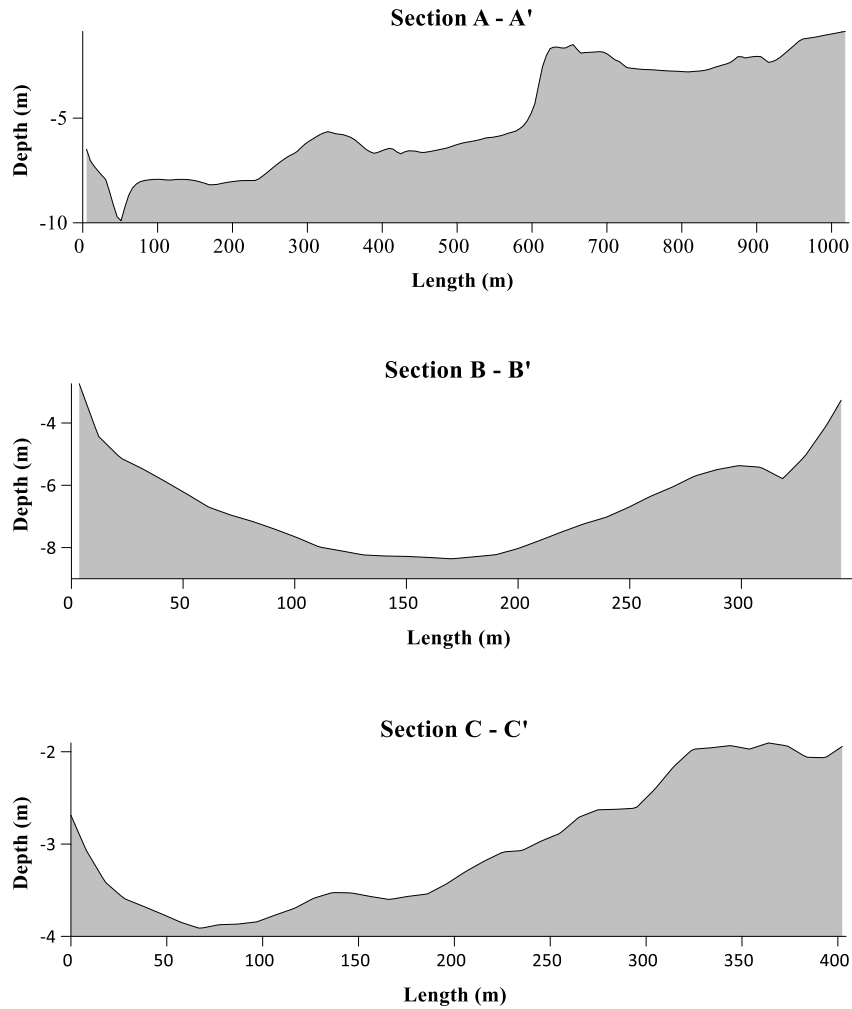 Section A - A'
Depth (m)
-5
-10
0 100 200 300 400 500 600 700 800 900 1000
Length (m)
Section B - B'
Depth (m)
-4
-6
-8
0 50 100 150 200 250 300
Length (m)
Section C - C'
Depth (m)
-2
-3
-4
0 50 100 150 200 250 300 350 400
Length (m)